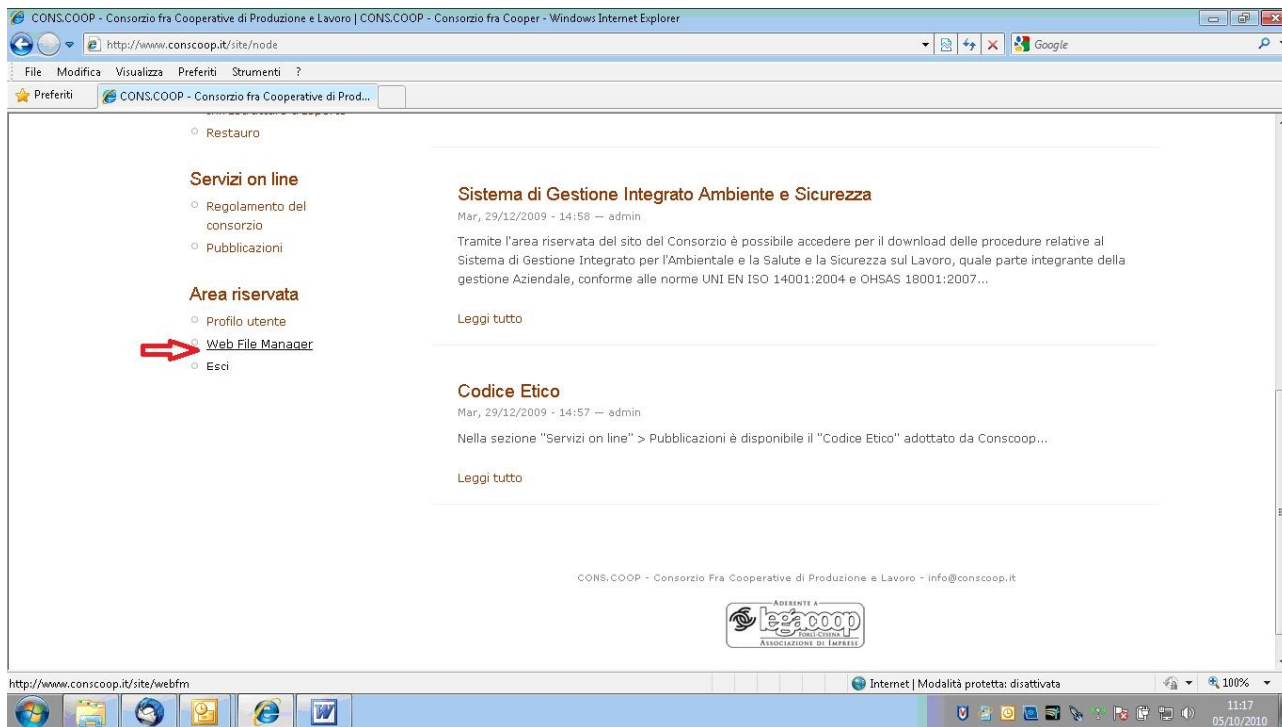 CONS.COOP - Consorzio fra Cooperative di Produzione e Lavoro | CONS.COOP - Consorzio fra Cooper - Windows Internet Explorer
http://www.conscoop.it/site/node
Google
File Modifica Visualizza Preferiti Strumenti ?
Preferiti
CONS.COOP - Consorzio fra Cooperative di Prod...
Restauro
Servizi on line
Regolamento del
consorzio
Pubblicazioni
Area riservata
Profilo utente
Web File Manager
Esci
Sistema di Gestione Integrato Ambiente e Sicurezza
Mar, 29/12/2009 - 14:58 — admin
Tramite l'area riservata del sito del Consorzio è possibile accedere per il download delle procedure relative al
Sistema di Gestione Integrato per l'Ambientale e la Salute e la Sicurezza sul Lavoro, quale parte integrante della
gestione Aziendale, conforme alle norme UNI EN ISO 14001:2004 e OHSAS 18001:2007...
Leggi tutto
Codice Etico
Mar, 29/12/2009 - 14:57 — admin
Nella sezione "Servizi on line" > Pubblicazioni è disponibile il "Codice Etico" adottato da Conscoop...
Leggi tutto
CONS.COOP - Consorzio Fra Cooperative di Produzione e Lavoro - info@conscoop.it
ADERENTE A
legacoop
FORLÌ-CESENA
ASSOCIAZIONE DI IMPRESE
http://www.conscoop.it/site/webfm
Internet | Modalità protetta: disattivata
100%
11:17
05/10/2010